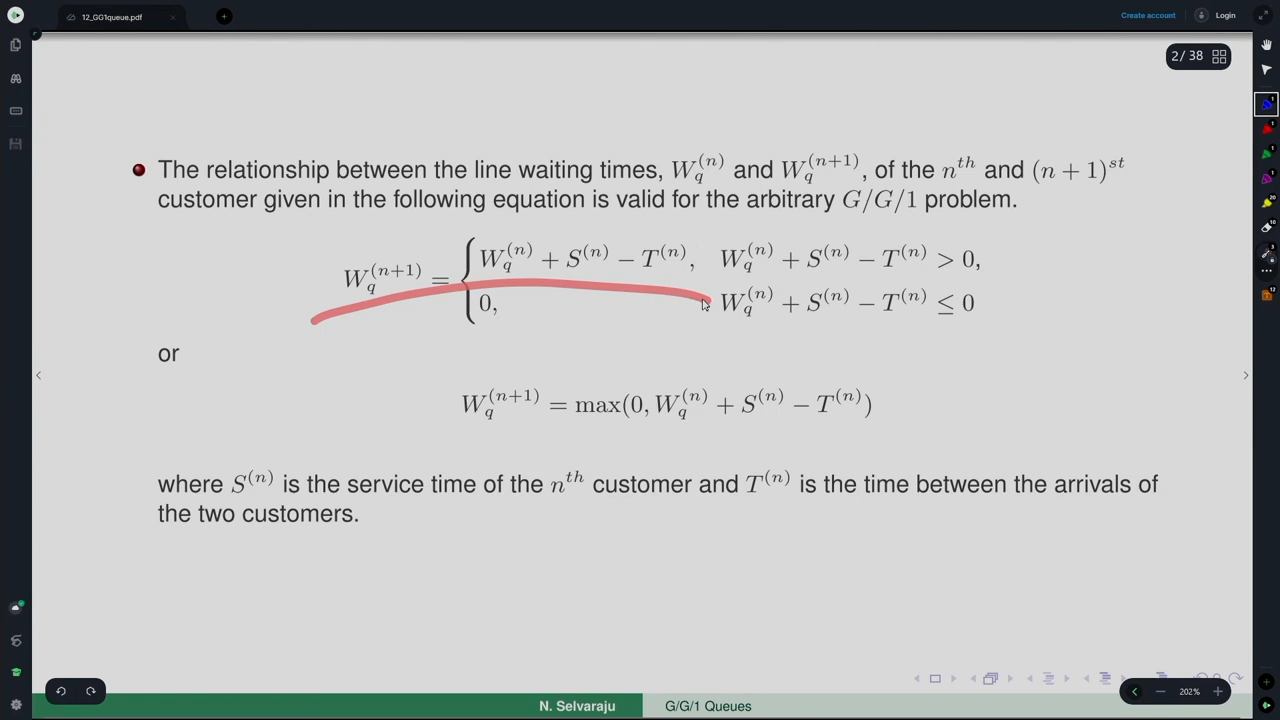 12_GG1queue.pdf
Create account
Login
2/ 38
The relationship between the line waiting times, W_q^{(n)} and W_q^{(n+1)}, of the n^{th} and (n + 1)^{st}
customer given in the following equation is valid for the arbitrary G/G/1 problem.
W_q^{(n+1)} = { W_q^{(n)} + S^{(n)} − T^{(n)}, W_q^{(n)} + S^{(n)} − T^{(n)} > 0,
0, W_q^{(n)} + S^{(n)} − T^{(n)} ≤ 0
or
W_q^{(n+1)} = max(0, W_q^{(n)} + S^{(n)} − T^{(n)})
where S^{(n)} is the service time of the n^{th} customer and T^{(n)} is the time between the arrivals of
the two customers.
202%
N. Selvaraju G/G/1 Queues